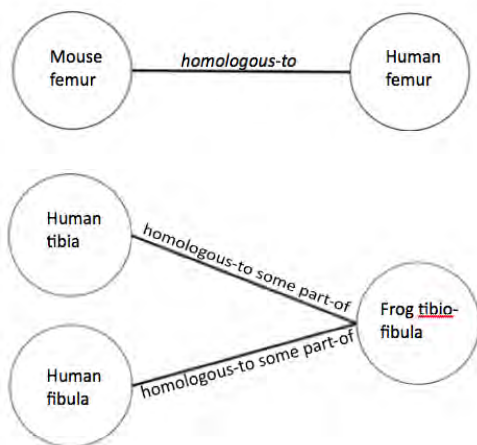 Mouse
femur
homologous-to
Human
femur
Human
tibia
homologous-to some part-of
Frog tibio-
fibula
homologous-to some part-of
Human
fibula